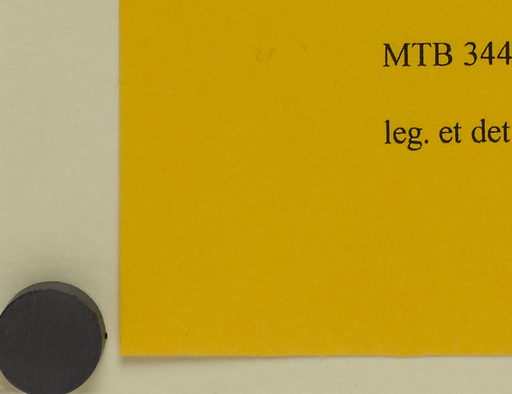 MTB 344
leg. et det